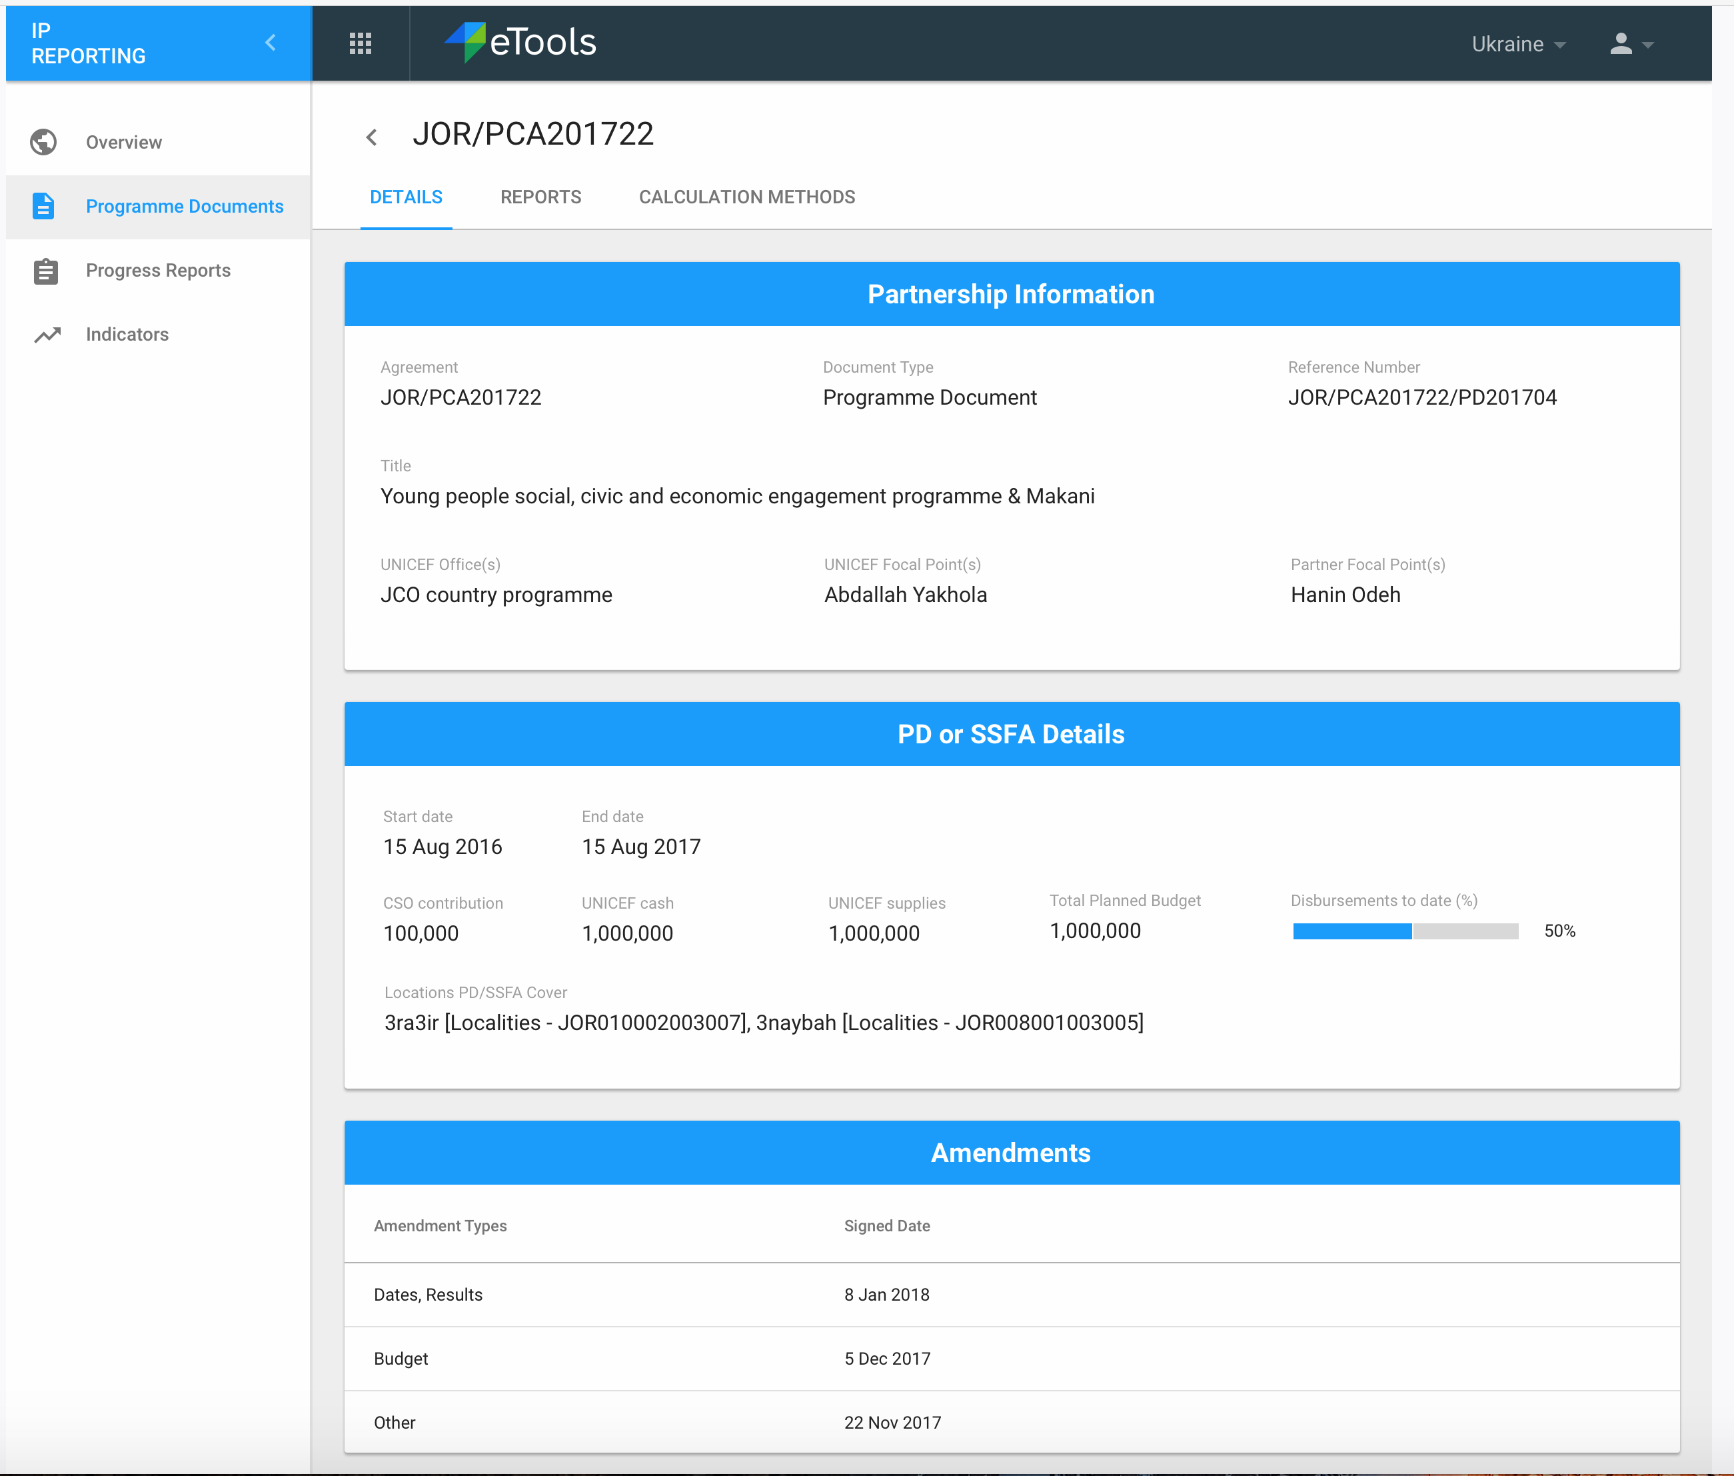 IP
REPORTING
eTools
Ukraine
Overview
Programme Documents
Progress Reports
Indicators
JOR/PCA201722
DETAILS REPORTS CALCULATION METHODS
Partnership Information
Agreement Document Type Reference Number
JOR/PCA201722 Programme Document JOR/PCA201722/PD201704
Title
Young people social, civic and economic engagement programme & Makani
UNICEF Office(s) UNICEF Focal Point(s) Partner Focal Point(s)
JCO country programme Abdallah Yakhola Hanin Odeh
PD or SSFA Details
Start date End date
15 Aug 2016 15 Aug 2017
CSO contribution UNICEF cash UNICEF supplies Total Planned Budget Disbursements to date (%)
100,000 1,000,000 1,000,000 1,000,000 50%
Locations PD/SSFA Cover
3ra3ir [Localities - JOR010002003007], 3naybah [Localities - JOR008001003005]
Amendments
Amendment Types Signed Date
Dates, Results 8 Jan 2018
Budget 5 Dec 2017
Other 22 Nov 2017